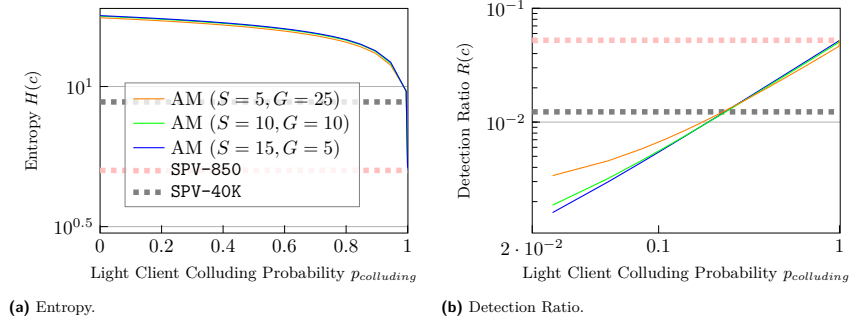 Entropy H(c)
10^1
10^0.5
AM (S = 5, G = 25)
AM (S = 10, G = 10)
AM (S = 15, G = 5)
SPV-850
SPV-40K
0 0.2 0.4 0.6 0.8 1
Light Client Colluding Probability p_colluding
(a) Entropy.
Detection Ratio R(c)
10^-1
10^-2
2 · 10^-2 0.1 1
Light Client Colluding Probability p_colluding
(b) Detection Ratio.